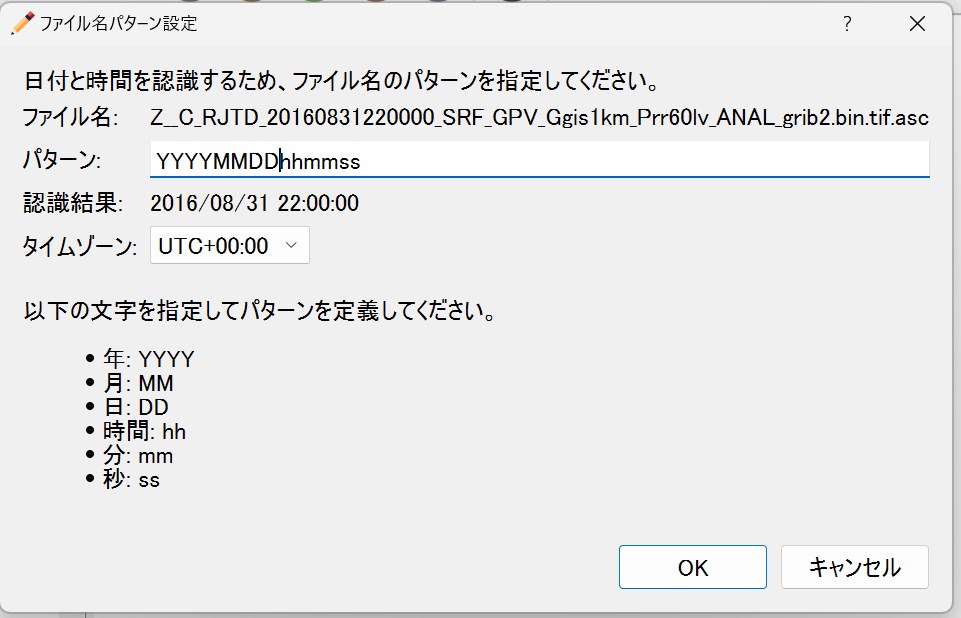 ファイル名パターン設定
日付と時間を認識するため、ファイル名のパターンを指定してください。
ファイル名: Z__C_RJTD_20160831220000_SRF_GPV_Ggis1km_Prr60lv_ANAL_grib2.bin.tif.asc
パターン: YYYYMMDDhhmmss
認識結果: 2016/08/31 22:00:00
タイムゾーン: UTC+00:00
以下の文字を指定してパターンを定義してください。
• 年: YYYY
• 月: MM
• 日: DD
• 時間: hh
• 分: mm
• 秒: ss
OK キャンセル